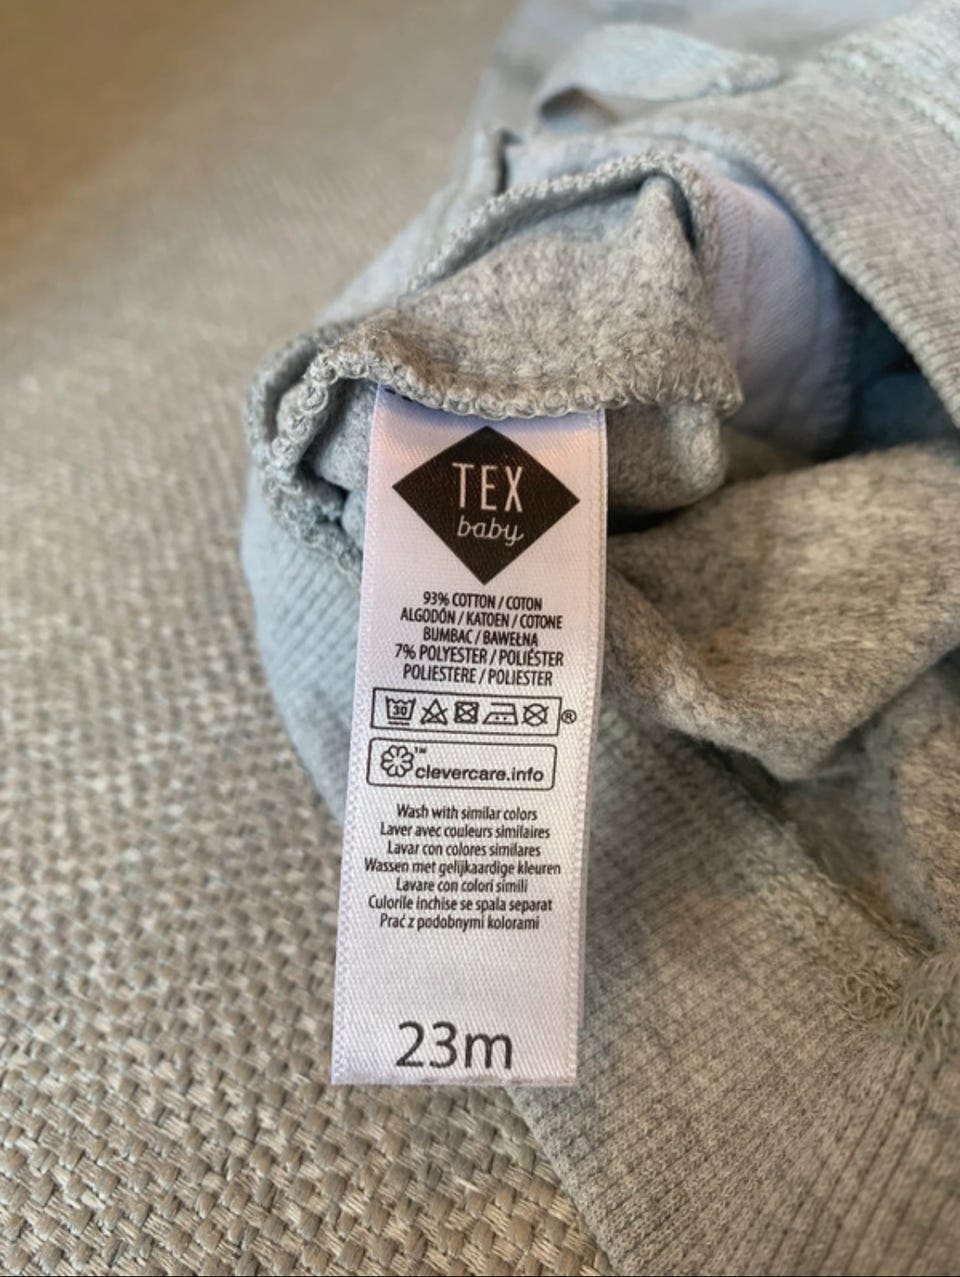 TEX
baby
93% COTTON / COTON
ALGODÓN / KATOEN / COTONE
BUMBAC / BAWEŁNA
7% POLYESTER / POLIÉSTER
POLIESTERE / POLIESTER
30
®
™
clevercare.info
Wash with similar colors
Laver avec couleurs similaires
Lavar con colores similares
Wassen met gelijkaardige kleuren
Lavare con colori simili
Culorile inchise se spala separat
Prać z podobnymi kolorami
23m